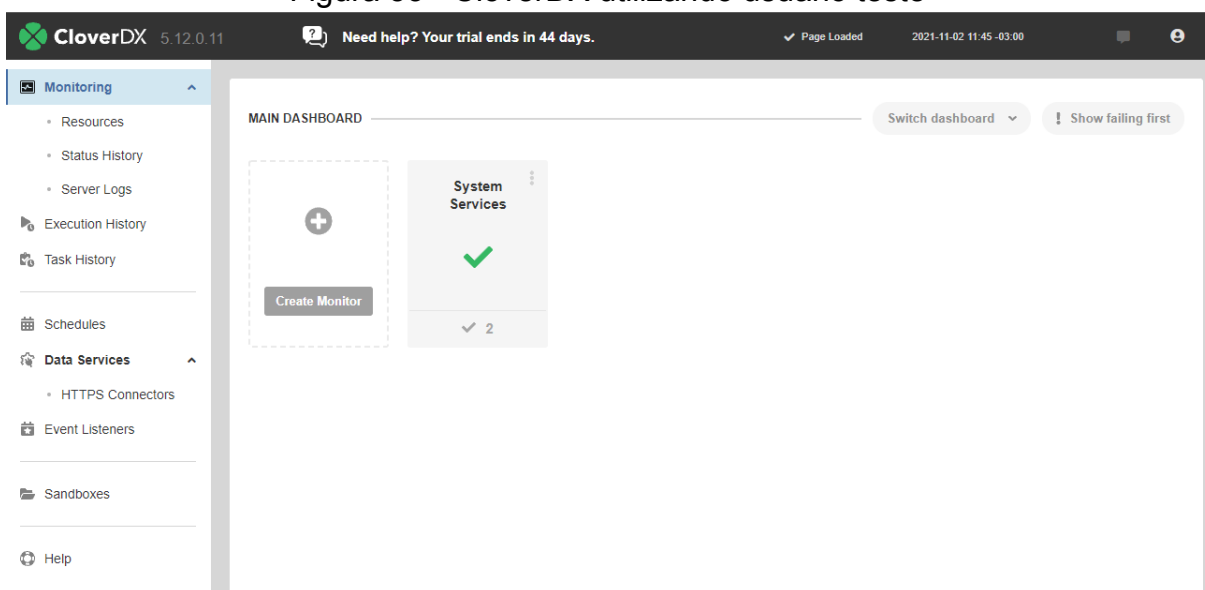 CloverDX 5.12.0.11
Need help? Your trial ends in 44 days.
Page Loaded
2021-11-02 11:45 -03:00
Monitoring
Resources
Status History
Server Logs
Execution History
Task History
Schedules
Data Services
HTTPS Connectors
Event Listeners
Sandboxes
Help
MAIN DASHBOARD
Switch dashboard
! Show failing first
Create Monitor
System
Services
2